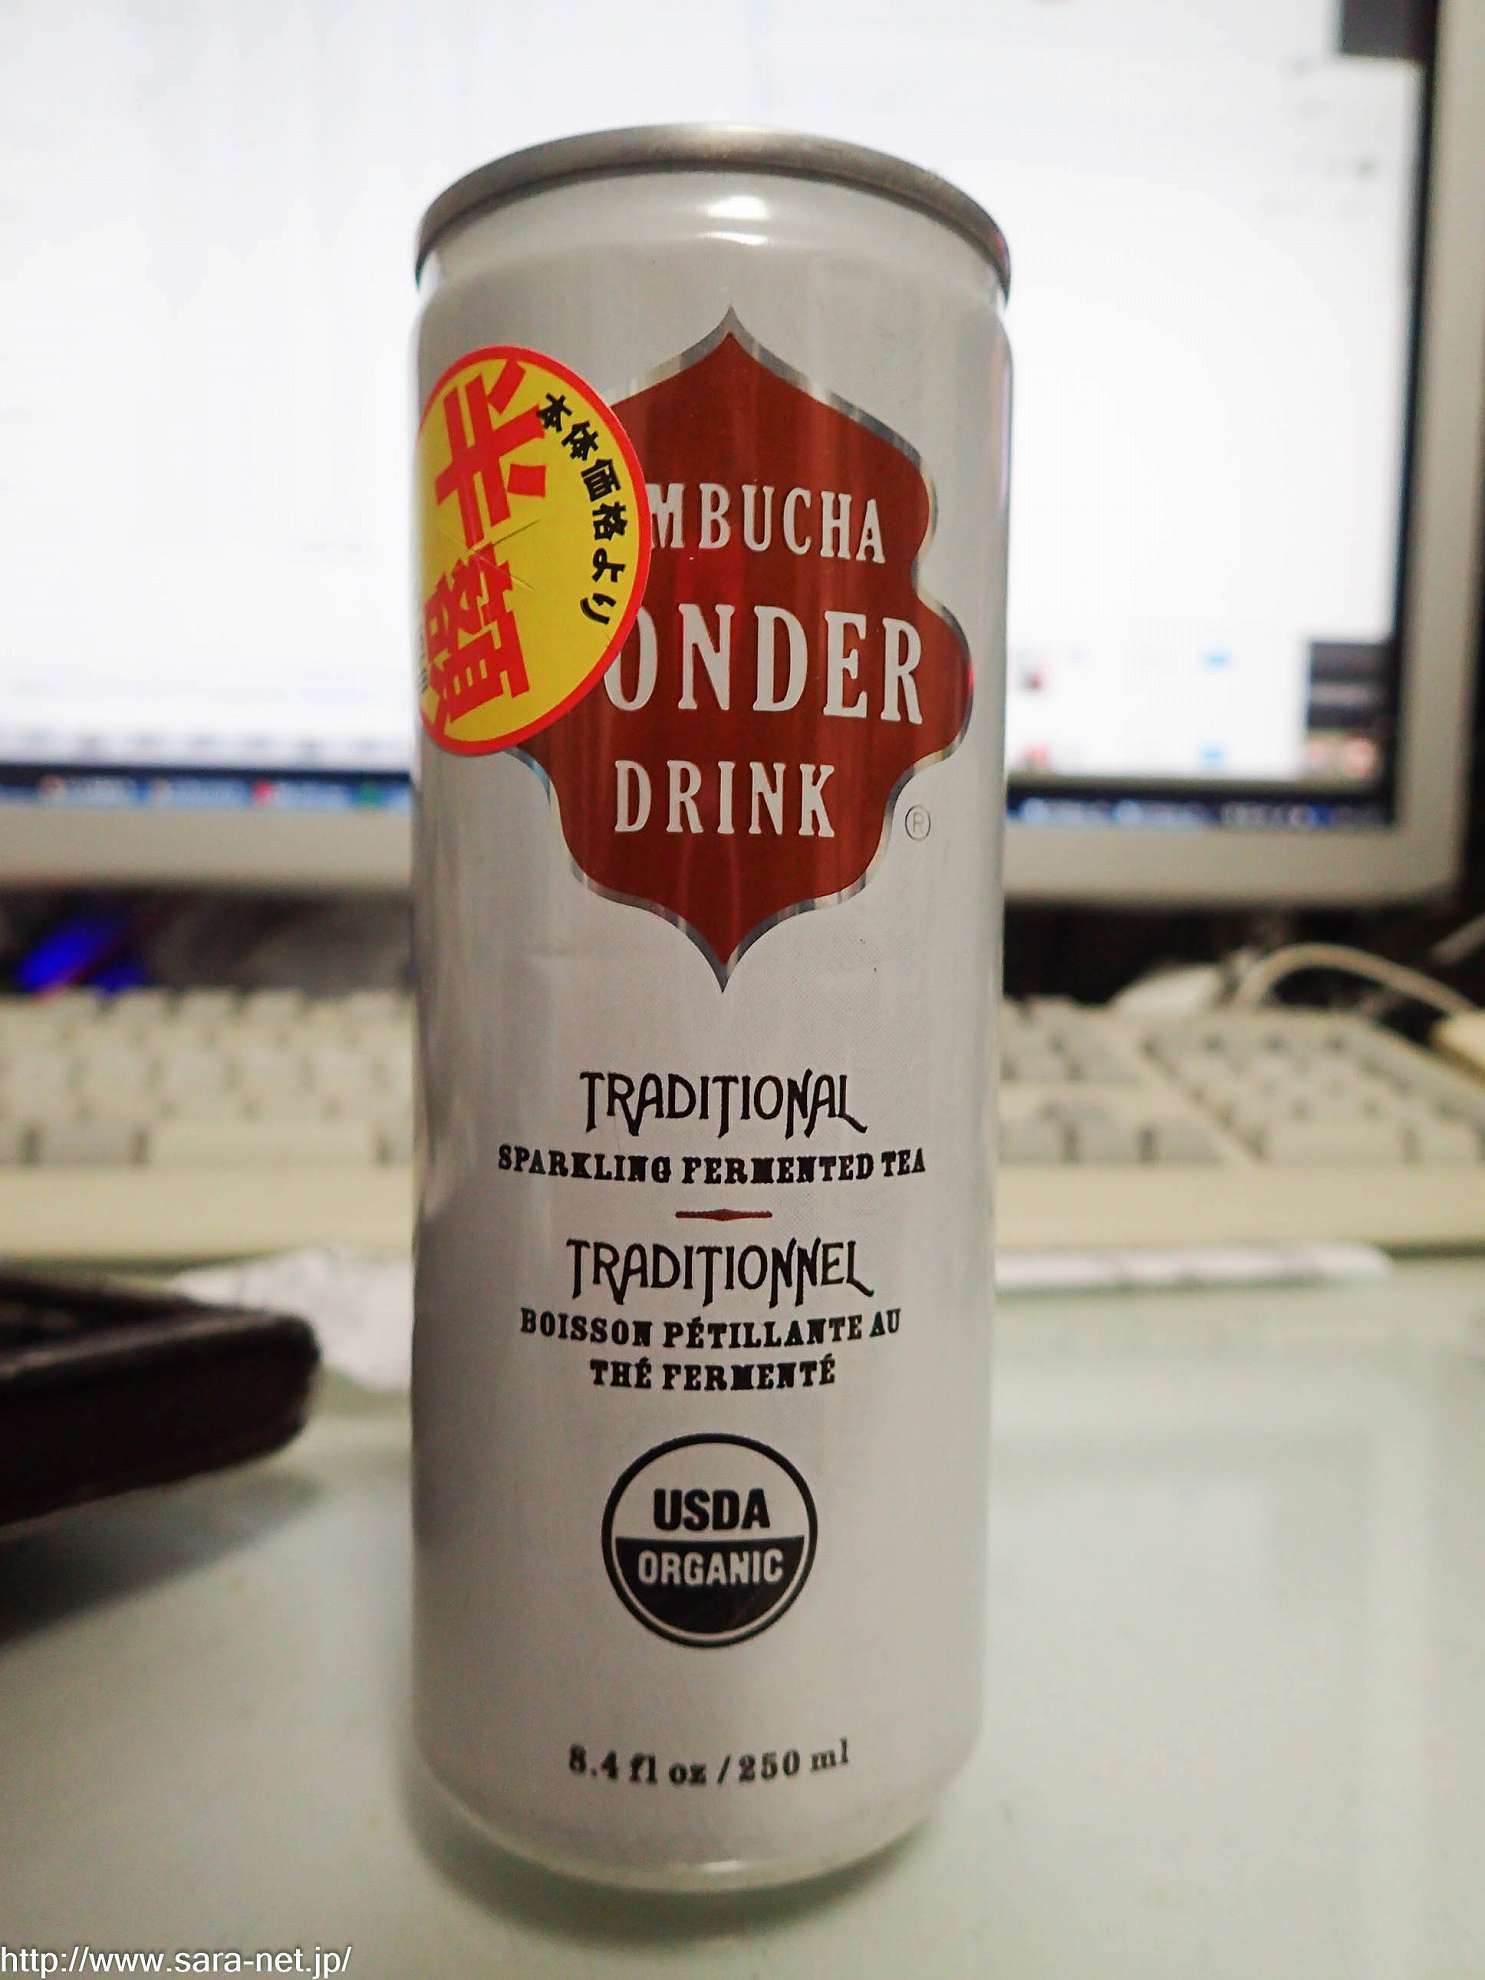 本体価格より
半額
MBUCHA
ONDER
DRINK
®
TRADITIONAL
SPARKLING FERMENTED TEA
TRADITIONNEL
BOISSON PÉTILLANTE AU
THÉ FERMENTÉ
USDA
ORGANIC
8.4 fl oz / 250 ml
http://www.sara-net.jp/